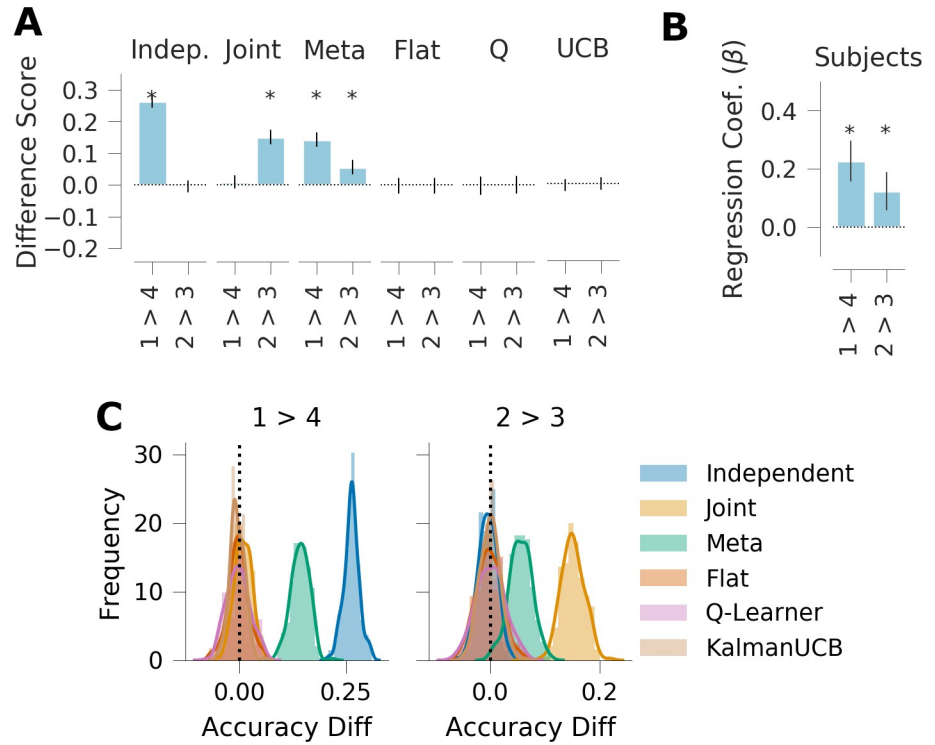 A
Indep. Joint Meta Flat Q UCB
Difference Score
0.3
0.2
0.1
0.0
−0.1
−0.2
* * * *
1 > 4 2 > 3 1 > 4 2 > 3 1 > 4 2 > 3 1 > 4 2 > 3 1 > 4 2 > 3 1 > 4 2 > 3
B
Subjects
Regression Coef. (β)
0.4
0.2
0.0
* *
1 > 4 2 > 3
C
1 > 4 2 > 3
Frequency
30
20
10
0
0.00 0.25 0.0 0.2
Accuracy Diff Accuracy Diff
Independent
Joint
Meta
Flat
Q-Learner
KalmanUCB